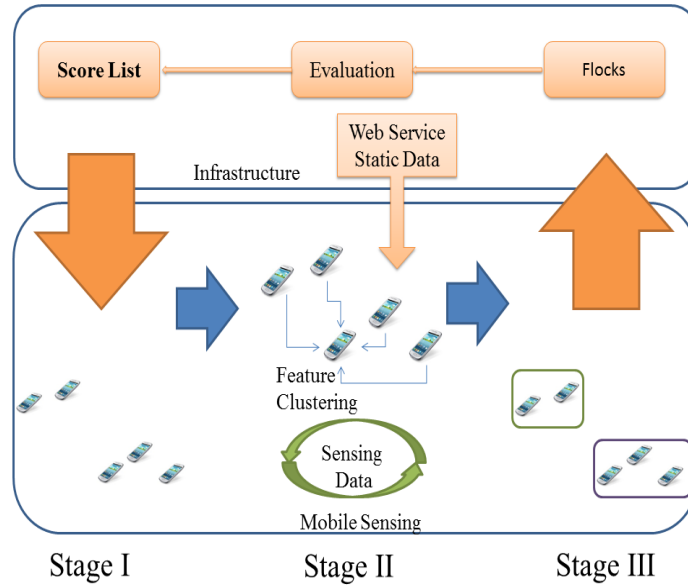 Score List
Evaluation
Flocks
Web Service
Static Data
Infrastructure
Feature
Clustering
Sensing
Data
Mobile Sensing
Stage I
Stage II
Stage III